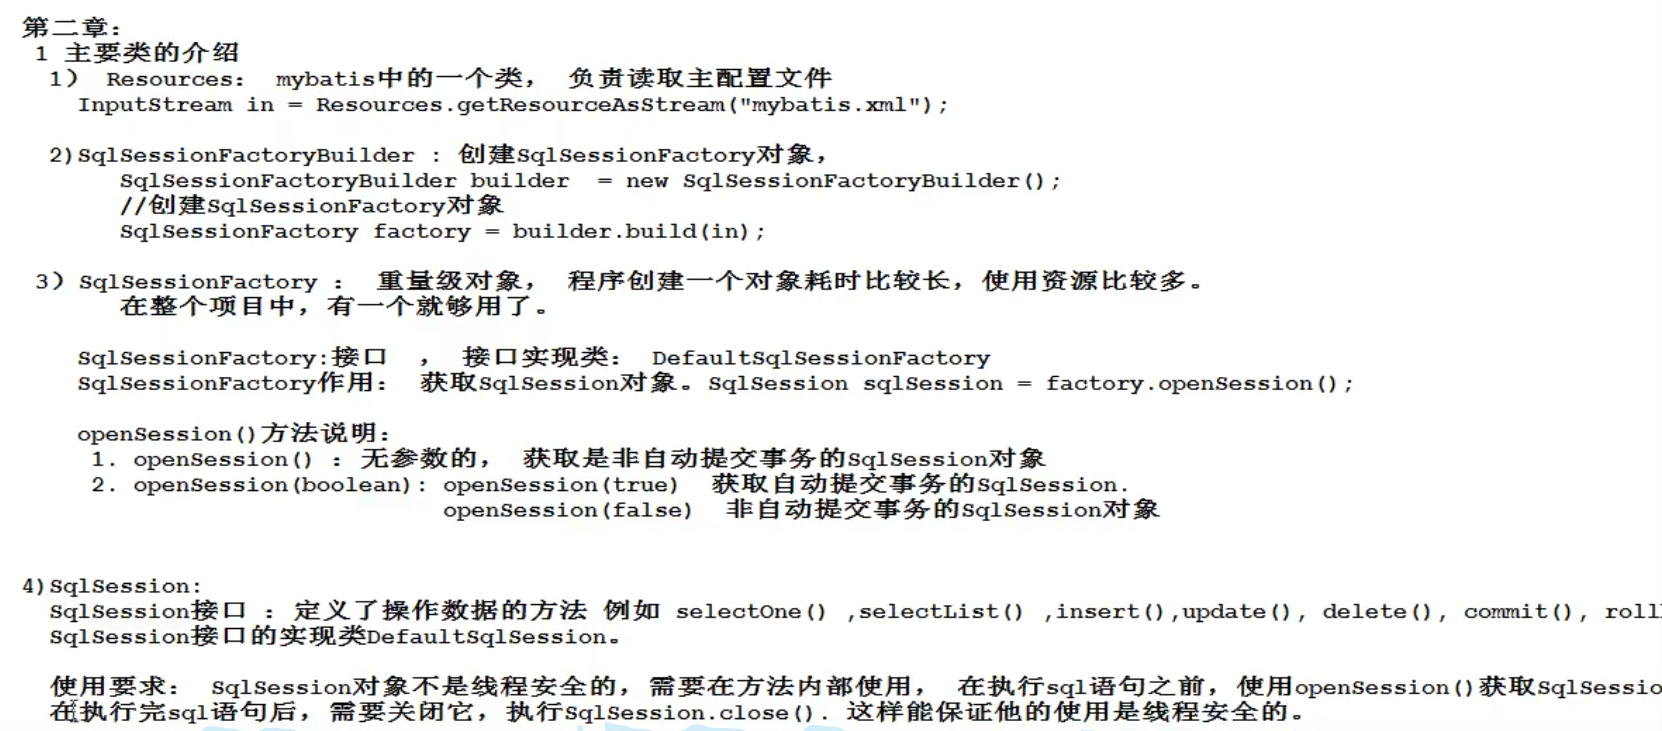 第二章：
1 主要类的介绍
1） Resources： mybatis中的一个类， 负责读取主配置文件
InputStream in = Resources.getResourceAsStream("mybatis.xml");
2)SqlSessionFactoryBuilder : 创建SqlSessionFactory对象，
SqlSessionFactoryBuilder builder  = new SqlSessionFactoryBuilder();
//创建SqlSessionFactory对象
SqlSessionFactory factory = builder.build(in);
3）SqlSessionFactory ： 重量级对象， 程序创建一个对象耗时比较长，使用资源比较多。
在整个项目中，有一个就够用了。
SqlSessionFactory:接口  ， 接口实现类： DefaultSqlSessionFactory
SqlSessionFactory作用： 获取SqlSession对象。SqlSession sqlSession = factory.openSession();
openSession()方法说明：
1. openSession() ：无参数的， 获取是非自动提交事务的SqlSession对象
2. openSession(boolean): openSession(true)  获取自动提交事务的SqlSession.
openSession(false)  非自动提交事务的SqlSession对象
4)SqlSession:
SqlSession接口 ：定义了操作数据的方法 例如 selectOne() ,selectList() ,insert(),update(), delete(), commit(),
SqlSession接口的实现类DefaultSqlSession。
使用要求： SqlSession对象不是线程安全的，需要在方法内部使用， 在执行sql语句之前，使用openSession()获取
在执行完sql语句后，需要关闭它，执行SqlSession.close(). 这样能保证他的使用是线程安全的。